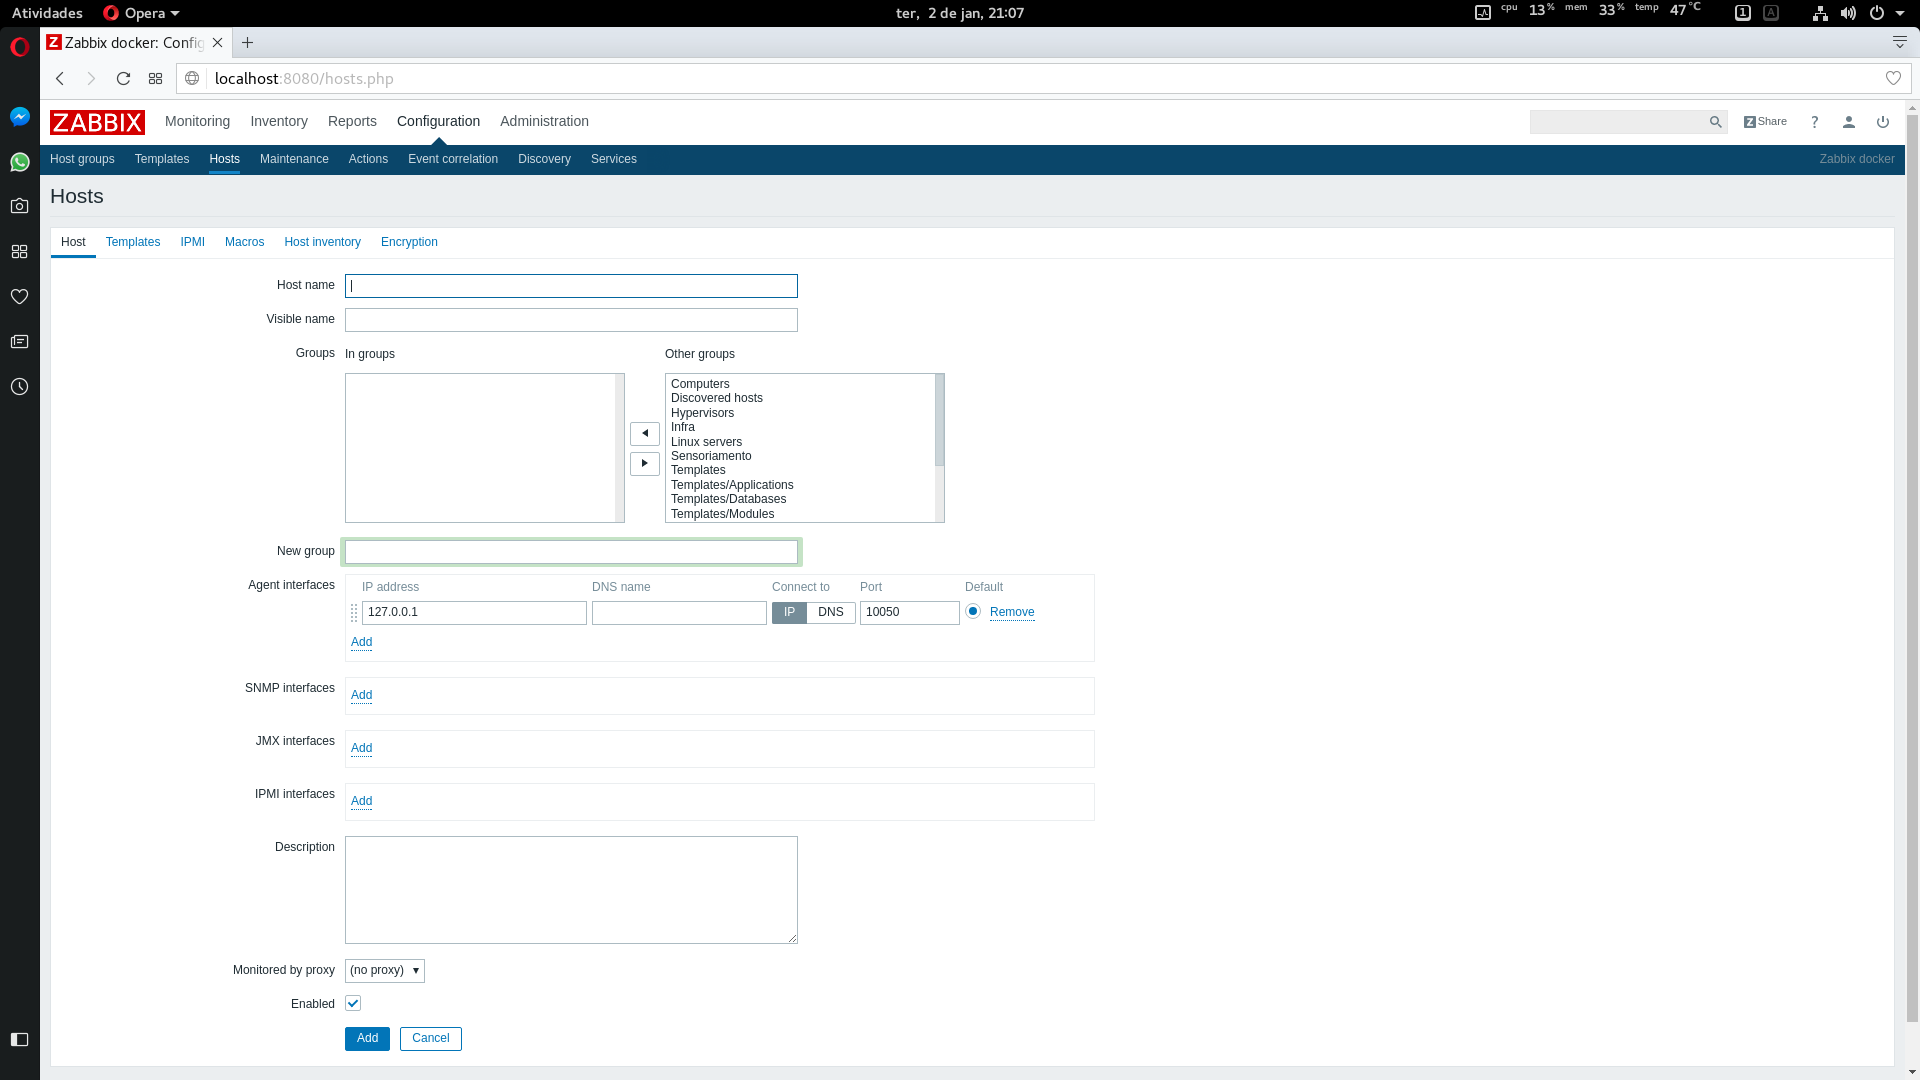 Atividades Opera ter, 2 de jan, 21:07 cpu 13% mem 33% temp 47°C 1 A
Zabbix docker: Config
localhost:8080/hosts.php
ZABBIX Monitoring Inventory Reports Configuration Administration Share ?
Host groups Templates Hosts Maintenance Actions Event correlation Discovery Services Zabbix docker
Hosts
Host Templates IPMI Macros Host inventory Encryption
Host name
Visible name
Groups In groups Other groups
Computers
Discovered hosts
Hypervisors
Infra
Linux servers
Sensoriamento
Templates
Templates/Applications
Templates/Databases
Templates/Modules
New group
Agent interfaces IP address DNS name Connect to Port Default
127.0.0.1 IP DNS 10050 Remove
Add
SNMP interfaces Add
JMX interfaces Add
IPMI interfaces Add
Description
Monitored by proxy (no proxy)
Enabled
Add Cancel